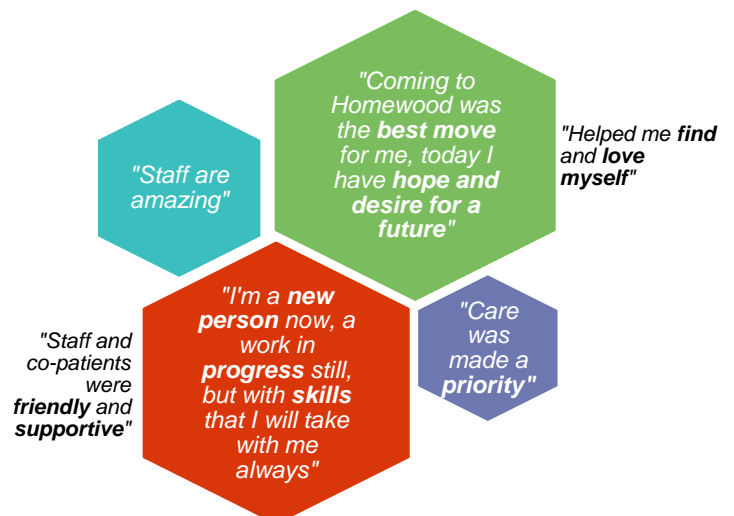 "Coming to
Homewood was
the best move
for me, today I
have hope and
desire for a
future"
"Helped me find
and love
myself"
"Staff are
amazing"
"I'm a new
person now, a
work in
progress still,
but with skills
that I will take
with me
always"
"Care
was
made a
priority"
"Staff and
co-patients
were
friendly and
supportive"